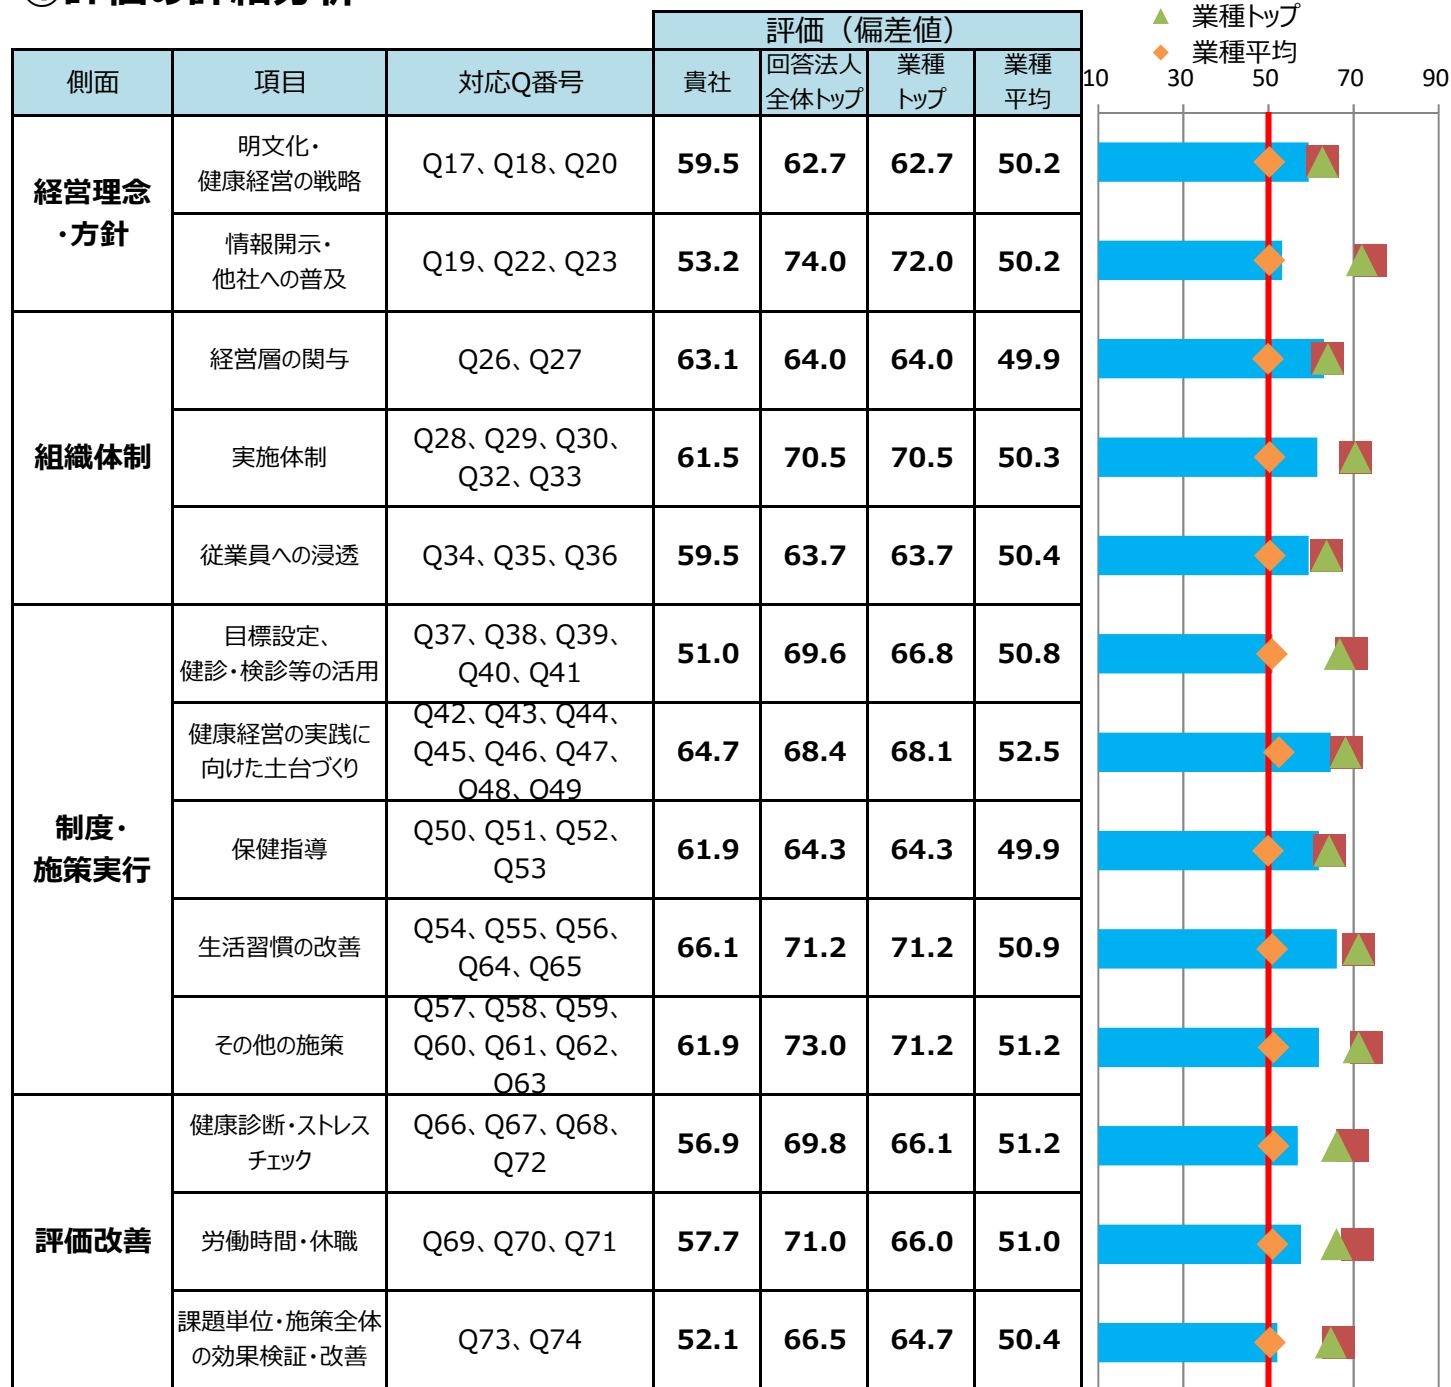 評価（偏差値）
側面 項目 対応Q番号 貴社 回答法人 業種 業種
全体トップ トップ 平均
▲ 業種トップ
◆ 業種平均
10 30 50 70 90
経営理念
・方針
明文化・
健康経営の戦略
Q17、Q18、Q20 59.5 62.7 62.7 50.2
情報開示・
他社への普及
Q19、Q22、Q23 53.2 74.0 72.0 50.2
組織体制
経営層の関与 Q26、Q27 63.1 64.0 64.0 49.9
実施体制
Q28、Q29、Q30、
Q32、Q33
61.5 70.5 70.5 50.3
従業員への浸透 Q34、Q35、Q36 59.5 63.7 63.7 50.4
制度・
施策実行
目標設定、
健診・検診等の活用
Q37、Q38、Q39、
Q40、Q41
51.0 69.6 66.8 50.8
健康経営の実践に
向けた土台づくり
Q42、Q43、Q44、
Q45、Q46、Q47、
Q48、Q49
64.7 68.4 68.1 52.5
保健指導
Q50、Q51、Q52、
Q53
61.9 64.3 64.3 49.9
生活習慣の改善
Q54、Q55、Q56、
Q64、Q65
66.1 71.2 71.2 50.9
その他の施策
Q57、Q58、Q59、
Q60、Q61、Q62、
Q63
61.9 73.0 71.2 51.2
評価改善
健康診断・ストレス
チェック
Q66、Q67、Q68、
Q72
56.9 69.8 66.1 51.2
労働時間・休職 Q69、Q70、Q71 57.7 71.0 66.0 51.0
課題単位・施策全体
の効果検証・改善
Q73、Q74 52.1 66.5 64.7 50.4